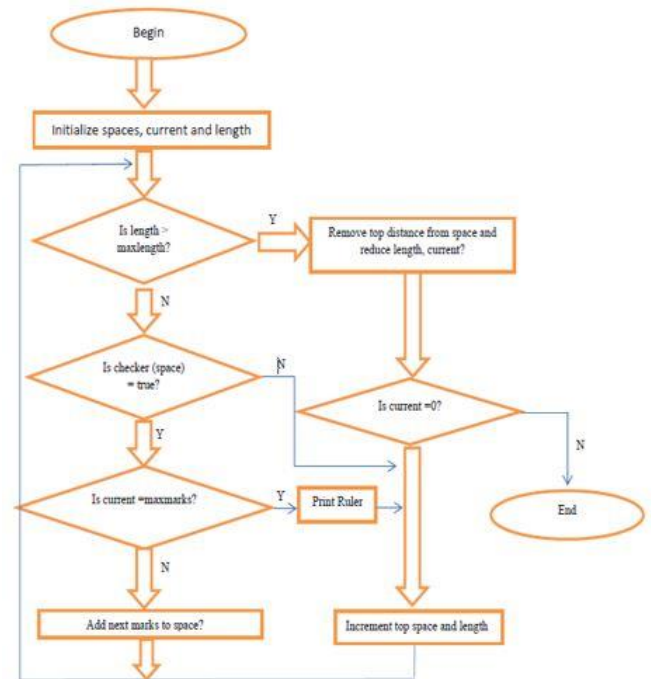 Begin
Initialize spaces, current and length
Is length >
maxlength?
Y
Remove top distance from space and
reduce length, current?
N
Is checker (space)
= true?
N
Is current =0?
Y
N
Is current =maxmarks?
Y
Print Ruler
End
N
Add next marks to space?
Increment top space and length